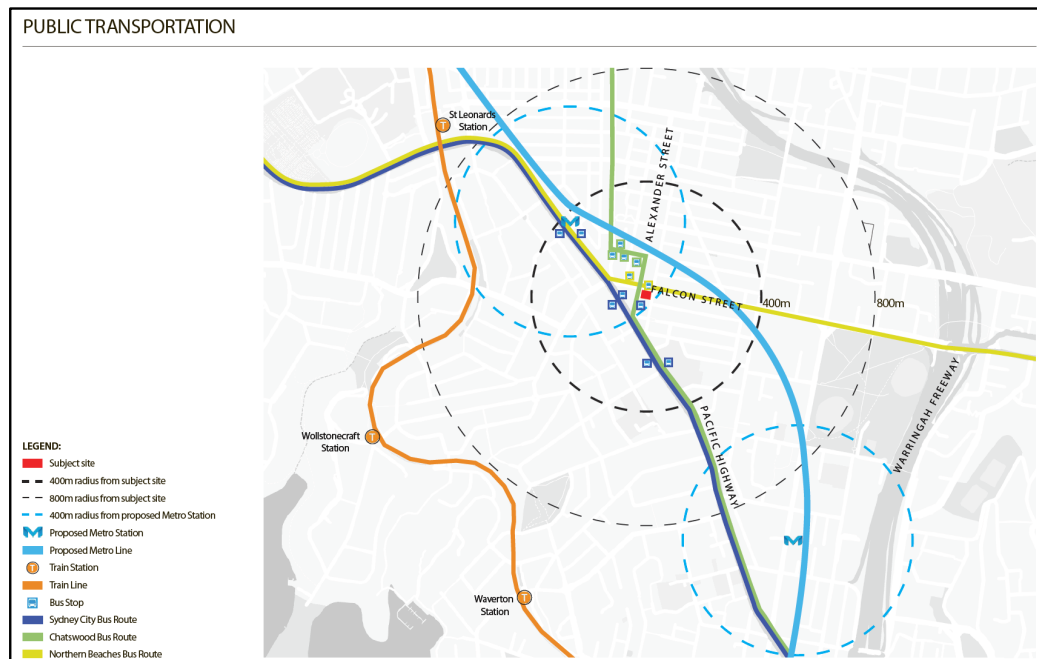 PUBLIC TRANSPORTATION
St Leonards
Station
ALEXANDER STREET
FALCON STREET
400m
800m
WARRINGAH FREEWAY
PACIFIC HIGHWAY
Wollstonecraft
Station
Waverton
Station
LEGEND:
Subject site
400m radius from subject site
800m radius from subject site
400m radius from proposed Metro Station
Proposed Metro Station
Proposed Metro Line
T Train Station
Train Line
Bus Stop
Sydney City Bus Route
Chatswood Bus Route
Northern Beaches Bus Route